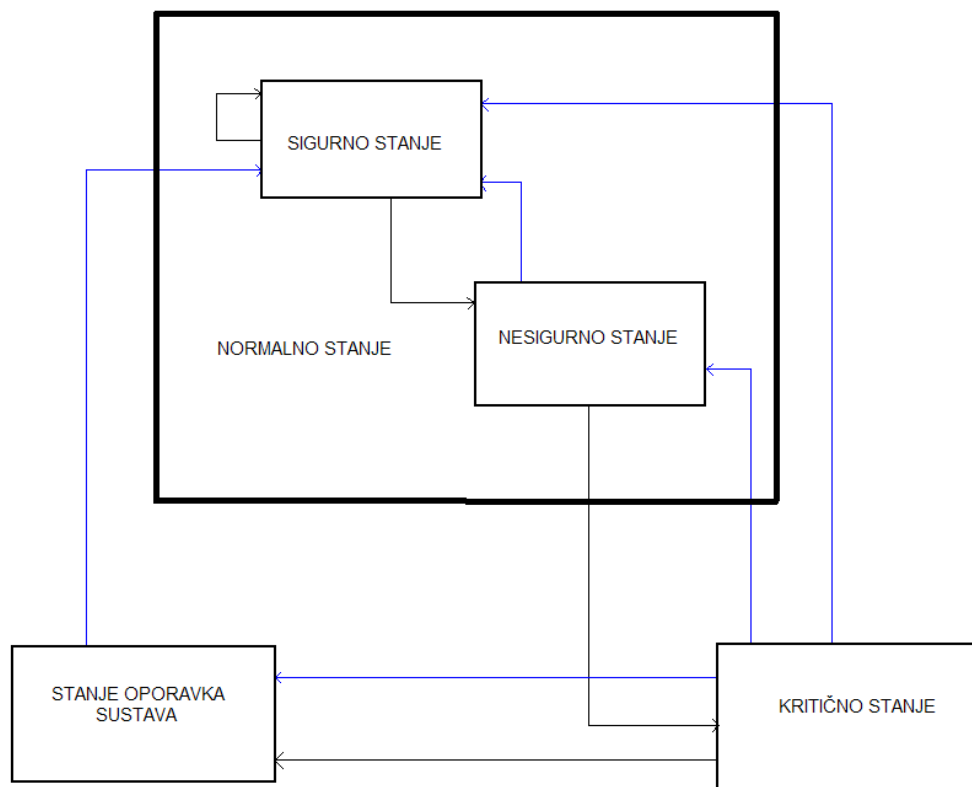 SIGURNO STANJE
NESIGURNO STANJE
NORMALNO STANJE
STANJE OPORAVKA
SUSTAVA
KRITIČNO STANJE